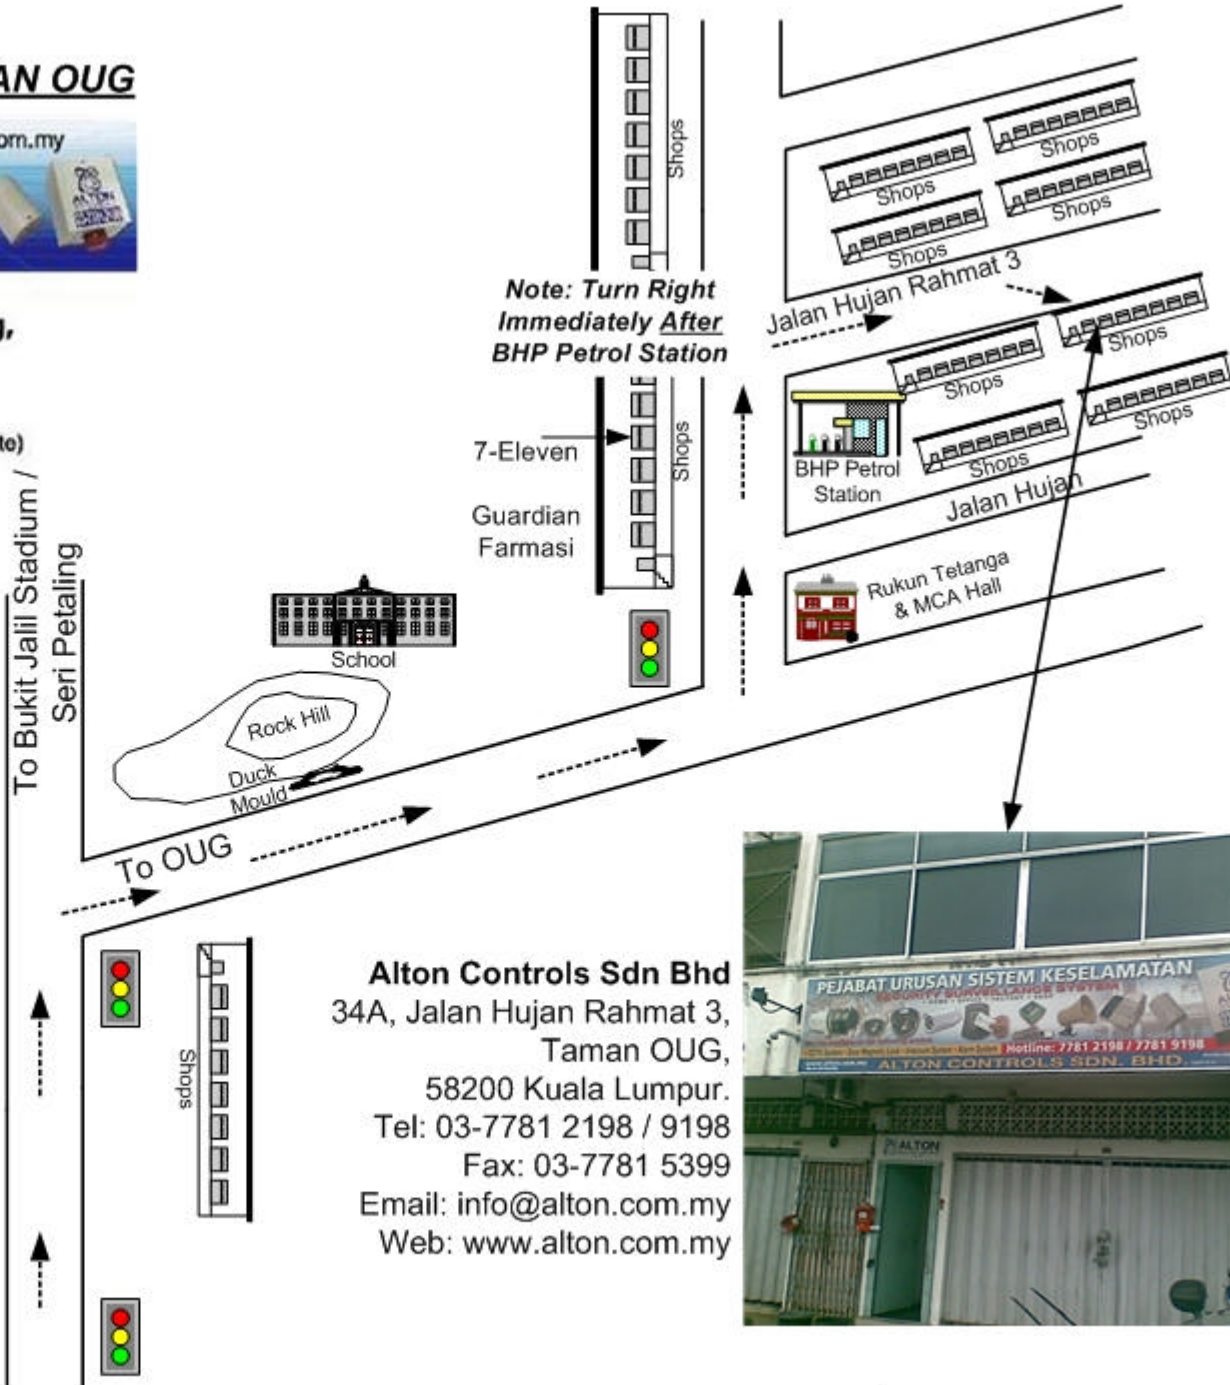 AN OUG
om.my
ALTON
g,
te)
To Bukit Jalil Stadium /
Seri Petaling
Shops
Shops
Shops
Shops
Shops
Shops
Jalan Hujan Rahmat 3
Note: Turn Right
Immediately After
BHP Petrol Station
Shops
Shops
Shops
Shops
Shops
7-Eleven
Guardian
Farmasi
BHP Petrol
Station
Jalan Hujan
Rukun Tetanga
& MCA Hall
School
Rock Hill
Duck
Mould
To OUG
Shops
Alton Controls Sdn Bhd
34A, Jalan Hujan Rahmat 3,
Taman OUG,
58200 Kuala Lumpur.
Tel: 03-7781 2198 / 9198
Fax: 03-7781 5399
Email: info@alton.com.my
Web: www.alton.com.my
PEJABAT URUSAN SISTEM KESELAMATAN
SECURITY SURVEILLANCE SYSTEM
Hotline: 7781 2198 / 7781 9198
ALTON CONTROLS SDN. BHD.
ALTON